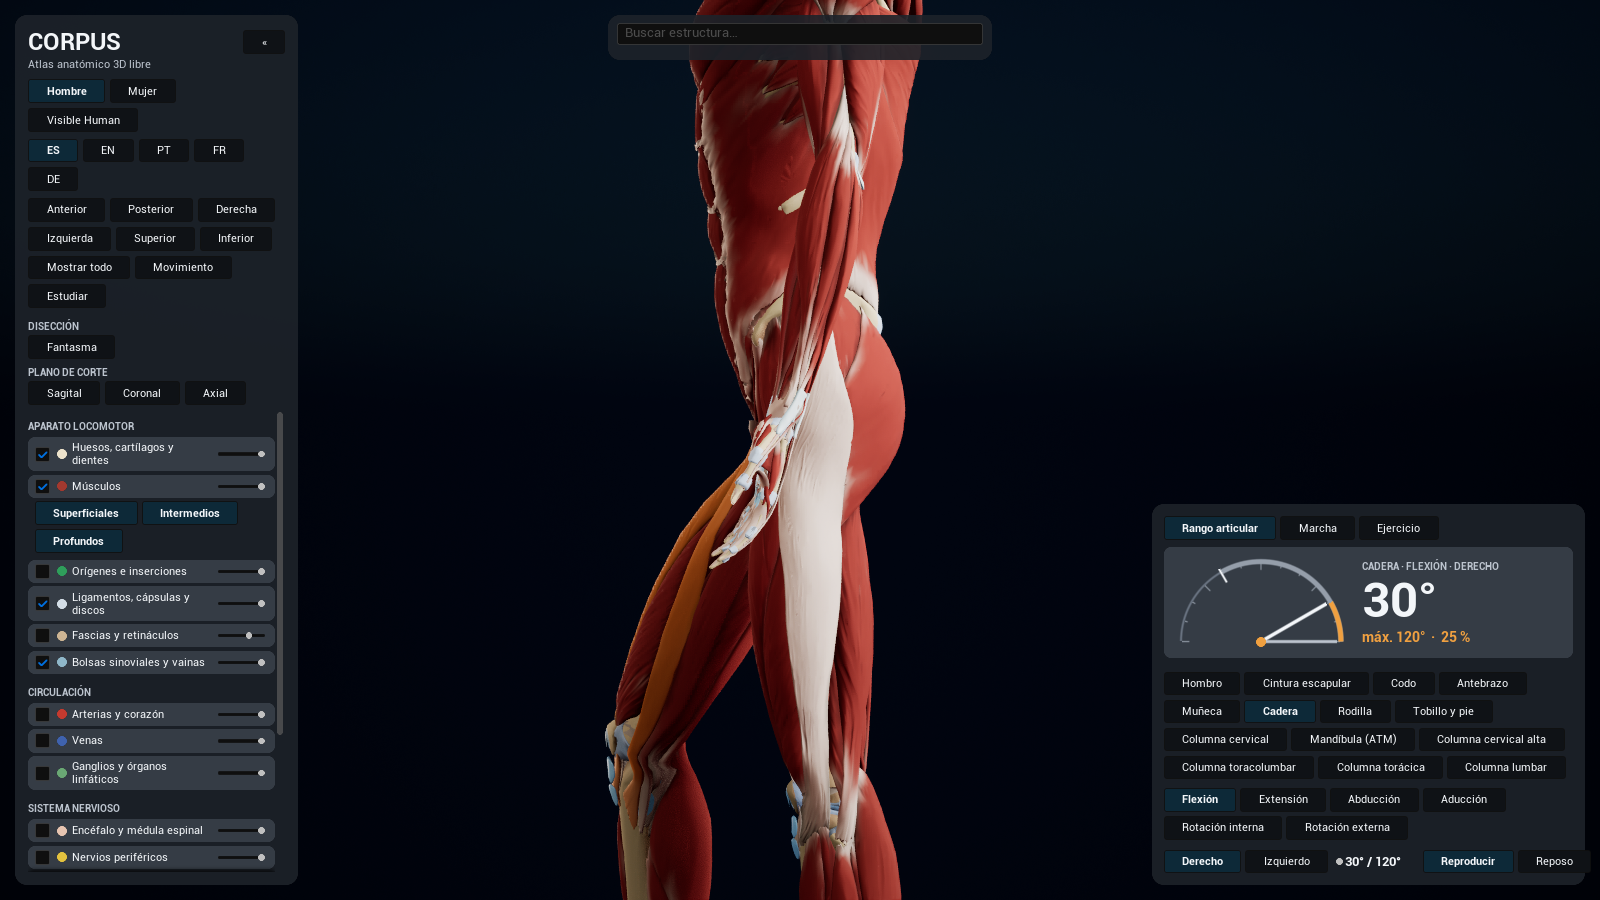 CORPUS
«
Atlas anatómico 3D libre
Hombre Mujer
Visible Human
ES EN PT FR
DE
Anterior Posterior Derecha
Izquierda Superior Inferior
Mostrar todo Movimiento
Estudiar
DISECCIÓN
Fantasma
PLANO DE CORTE
Sagital Coronal Axial
APARATO LOCOMOTOR
Huesos, cartílagos y
dientes
Músculos
Superficiales Intermedios
Profundos
Orígenes e inserciones
Ligamentos, cápsulas y
discos
Fascias y retináculos
Bolsas sinoviales y vainas
CIRCULACIÓN
Arterias y corazón
Venas
Ganglios y órganos
linfáticos
SISTEMA NERVIOSO
Encéfalo y médula espinal
Nervios periféricos
Buscar estructura...
Rango articular Marcha Ejercicio
CADERA · FLEXIÓN · DERECHO
30°
máx. 120° · 25 %
Hombro Cintura escapular Codo Antebrazo
Muñeca Cadera Rodilla Tobillo y pie
Columna cervical Mandíbula (ATM) Columna cervical alta
Columna toracolumbar Columna torácica Columna lumbar
Flexión Extensión Abducción Aducción
Rotación interna Rotación externa
Derecho Izquierdo 30° / 120° Reproducir Reposo